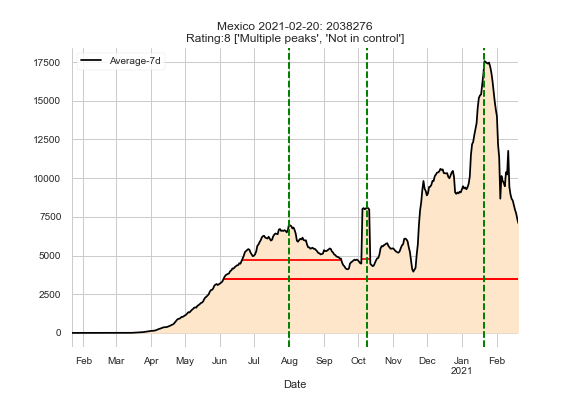 Mexico 2021-02-20: 2038276
Rating:8 ['Multiple peaks', 'Not in control']
Average-7d
17500
15000
12500
10000
7500
5000
2500
0
Feb Mar Apr May Jun Jul Aug Sep Oct Nov Dec Jan Feb
2021
Date